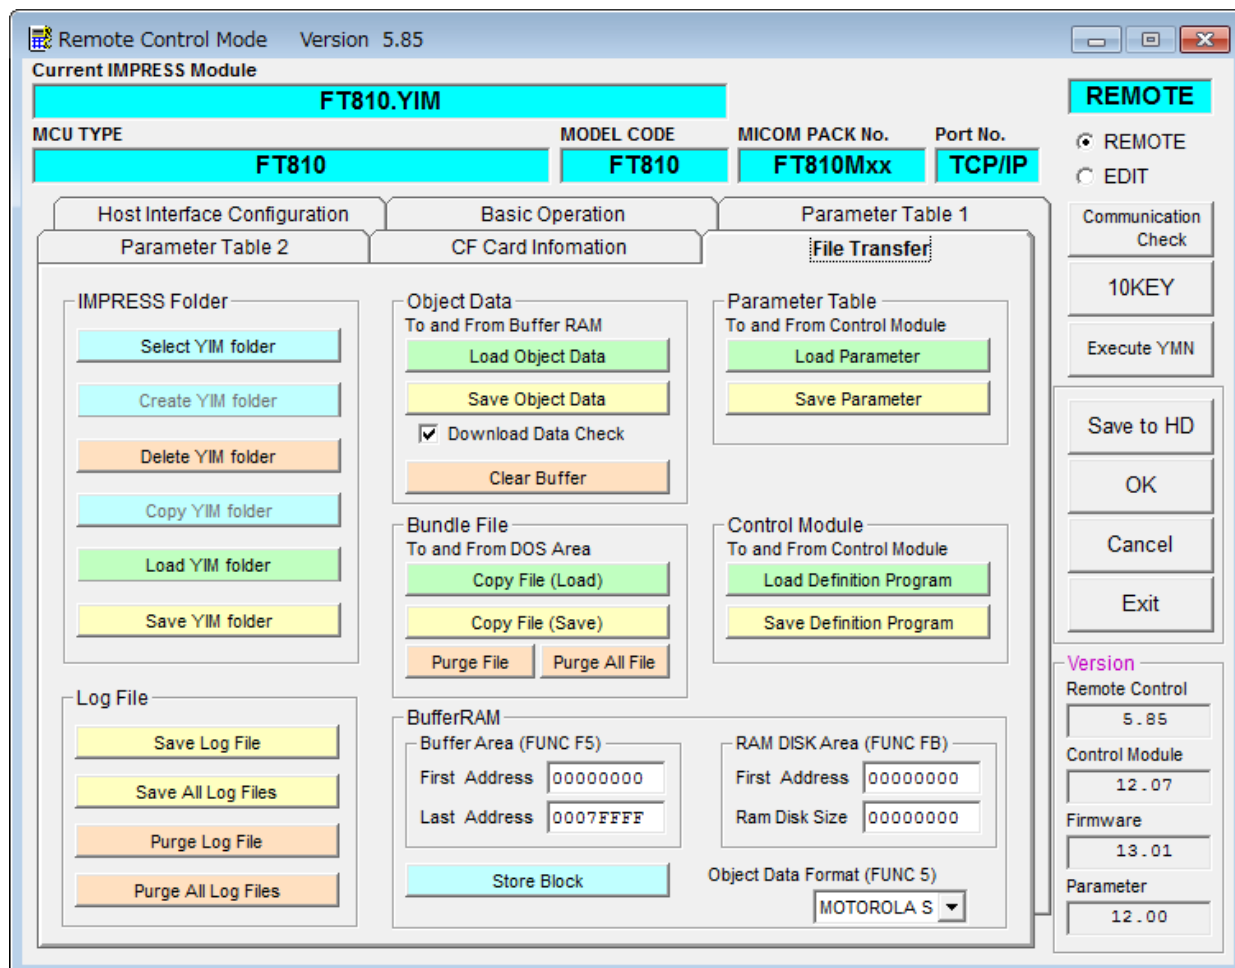 Remote Control Mode Version 5.85
Current IMPRESS Module
FT810.YIM
REMOTE
MCU TYPE
MODEL CODE
MICOM PACK No.
Port No.
FT810
FT810
FT810Mxx
TCP/IP
REMOTE
EDIT
Host Interface Configuration
Basic Operation
Parameter Table 1
Parameter Table 2
CF Card Infomation
File Transfer
Communication
Check
10KEY
Execute YMN
Save to HD
OK
Cancel
Exit
IMPRESS Folder
Select YIM folder
Create YIM folder
Delete YIM folder
Copy YIM folder
Load YIM folder
Save YIM folder
Log File
Save Log File
Save All Log Files
Purge Log File
Purge All Log Files
Object Data
To and From Buffer RAM
Load Object Data
Save Object Data
Download Data Check
Clear Buffer
Bundle File
To and From DOS Area
Copy File (Load)
Copy File (Save)
Purge File
Purge All File
Parameter Table
To and From Control Module
Load Parameter
Save Parameter
Control Module
To and From Control Module
Load Definition Program
Save Definition Program
BufferRAM
Buffer Area (FUNC F5)
First Address 00000000
Last Address 0007FFFF
RAM DISK Area (FUNC FB)
First Address 00000000
Ram Disk Size 00000000
Store Block
Object Data Format (FUNC 5)
MOTOROLA S
Version
Remote Control
5.85
Control Module
12.07
Firmware
13.01
Parameter
12.00